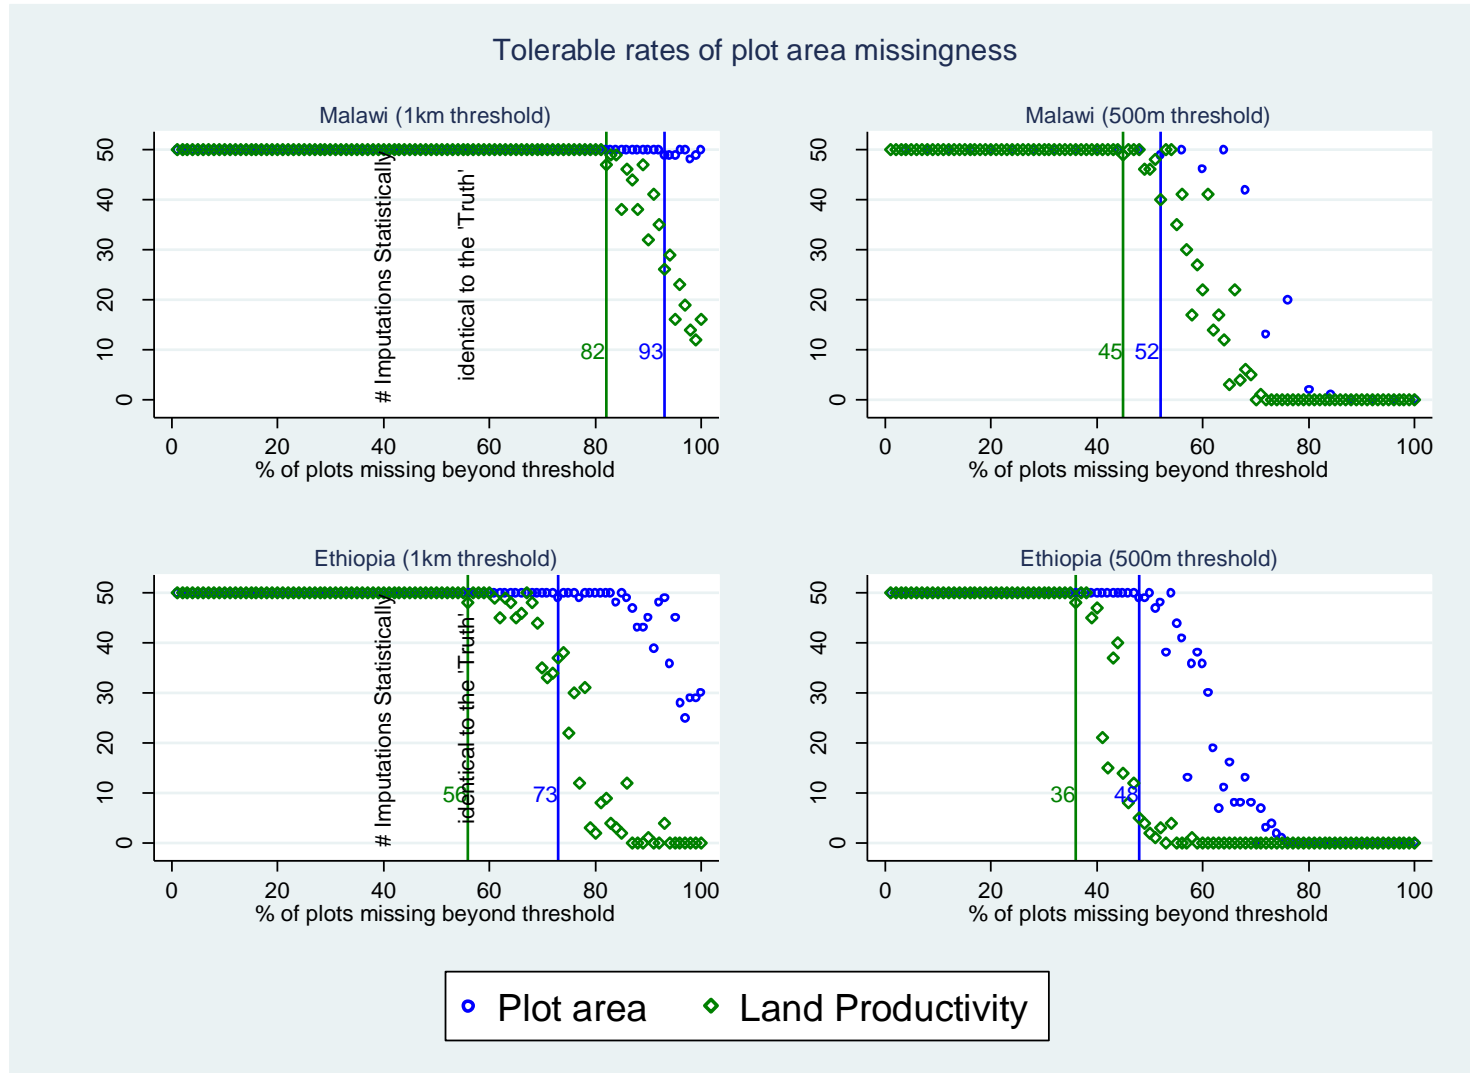 Tolerable rates of plot area missingness
Malawi (1km threshold)
# Imputations Statistically
identical to the 'Truth'
50
40
30
20
10
0
82
93
0 20 40 60 80 100
% of plots missing beyond threshold
Malawi (500m threshold)
50
40
30
20
10
0
45
52
0 20 40 60 80 100
% of plots missing beyond threshold
Ethiopia (1km threshold)
# Imputations Statistically
identical to the 'Truth'
50
40
30
20
10
0
56
73
0 20 40 60 80 100
% of plots missing beyond threshold
Ethiopia (500m threshold)
50
40
30
20
10
0
36
48
0 20 40 60 80 100
% of plots missing beyond threshold
Plot area
Land Productivity